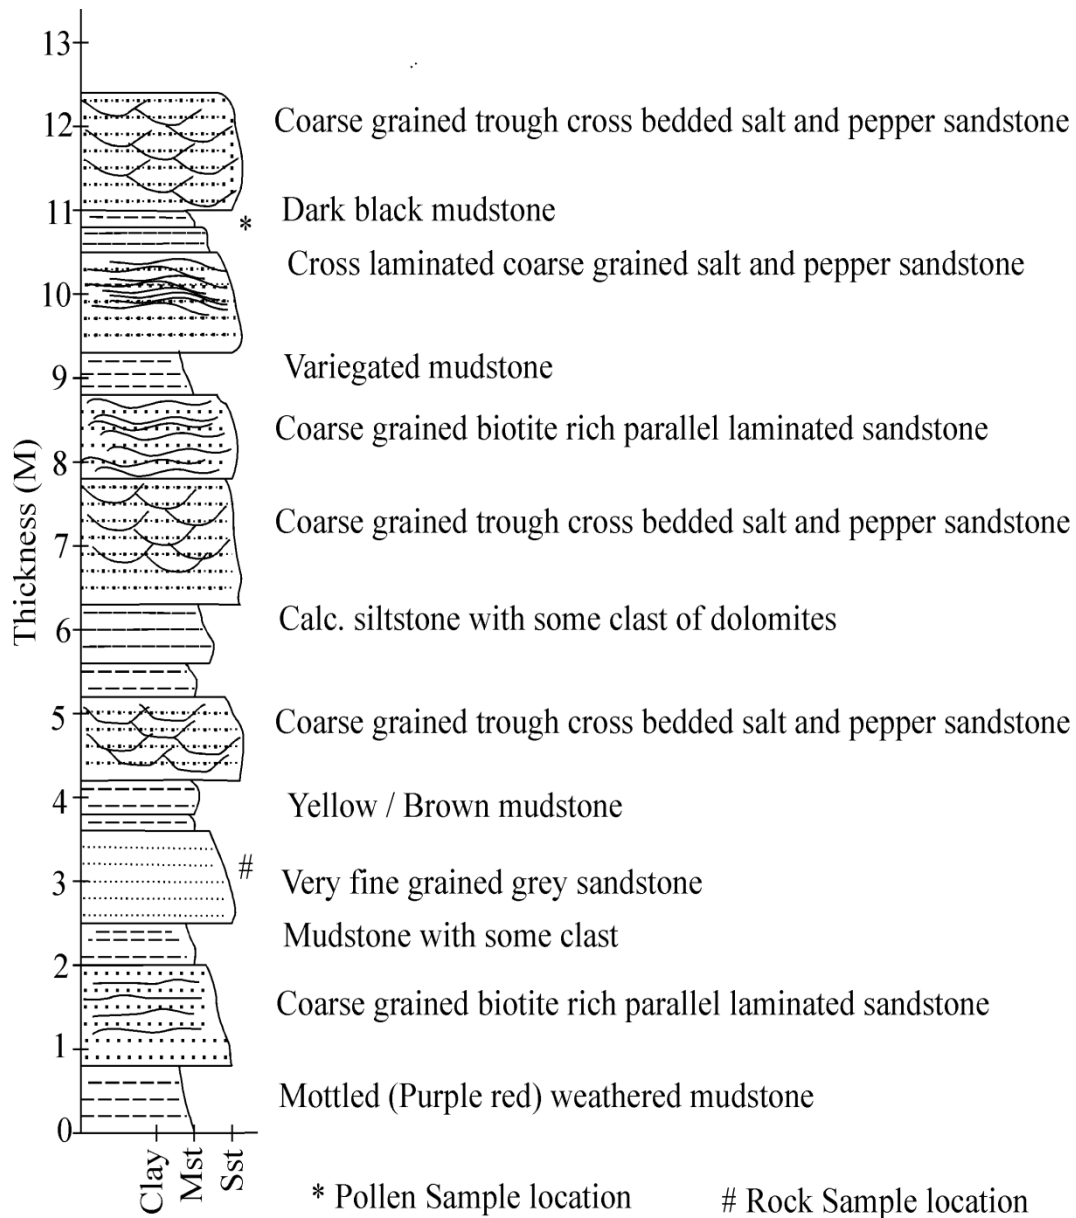 13
Coarse grained trough cross bedded salt and pepper sandstone
12
Dark black mudstone
11
*
Cross laminated coarse grained salt and pepper sandstone
10
Variegated mudstone
9
Coarse grained biotite rich parallel laminated sandstone
8
Coarse grained trough cross bedded salt and pepper sandstone
7
Thickness (M)
Calc. siltstone with some clast of dolomites
6
Coarse grained trough cross bedded salt and pepper sandstone
5
Yellow / Brown mudstone
4
#
Very fine grained grey sandstone
3
Mudstone with some clast
2
Coarse grained biotite rich parallel laminated sandstone
1
Mottled (Purple red) weathered mudstone
0
Clay
Mst
Sst
* Pollen Sample location
# Rock Sample location